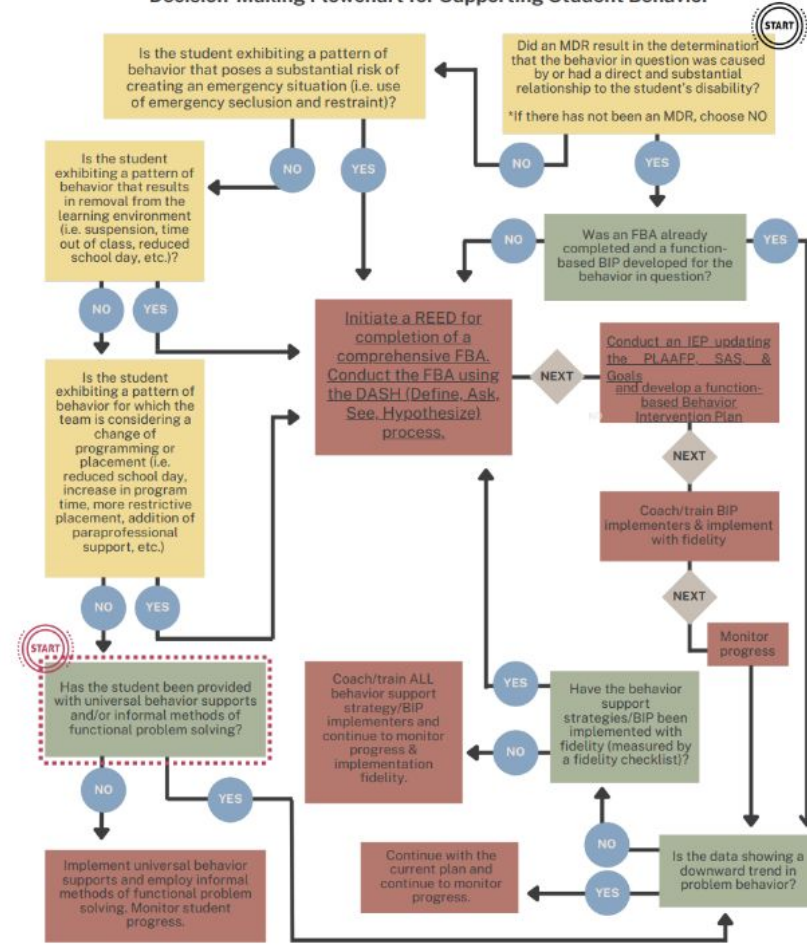 Decision-Making Flowchart for Supporting Student Behavior
START
Did an MDR result in the determination
that the behavior in question was caused
by or had a direct and substantial
relationship to the student's disability?
*If there has not been an MDR, choose NO
Is the student exhibiting a pattern of
behavior that poses a substantial risk of
creating an emergency situation (i.e. use
of emergency seclusion and restraint)?
NO
YES
NO
YES
Is the student
exhibiting a pattern of
behavior that results
in removal from the
learning environment
(i.e. suspension, time
out of class, reduced
school day, etc.)?
NO
Was an FBA already
completed and a function-
based BIP developed for the
behavior in question?
YES
NO
YES
Initiate a REED for
completion of a
comprehensive FBA.
Conduct the FBA using
the DASH (Define, Ask,
See, Hypothesize)
process.
NEXT
Conduct an IEP updating
the PLAAFP, SAS, &
Goals
and develop a function-
based Behavior
Intervention Plan
No
Is the student
exhibiting a pattern of
behavior for which the
team is considering a
change of
programming or
placement (i.e.
reduced school day,
increase in program
time, more restrictive
placement, addition of
paraprofessional
support, etc.)
NEXT
Coach/train BIP
implementers & implement
with fidelity
NEXT
NO
YES
Monitor
progress
START
Has the student been provided
with universal behavior supports
and/or informal methods of
functional problem solving?
Coach/train ALL
behavior support
strategy/BIP
implementers and
continue to monitor
progress &
implementation
fidelity.
YES
NO
Have the behavior
support
strategies/BIP been
implemented with
fidelity (measured by
a fidelity checklist)?
NO
YES
Implement universal behavior
supports and employ informal
methods of functional problem
solving. Monitor student
progress.
Continue with the
current plan and
continue to monitor
progress.
NO
YES
Is the data showing a
downward trend in
problem behavior?